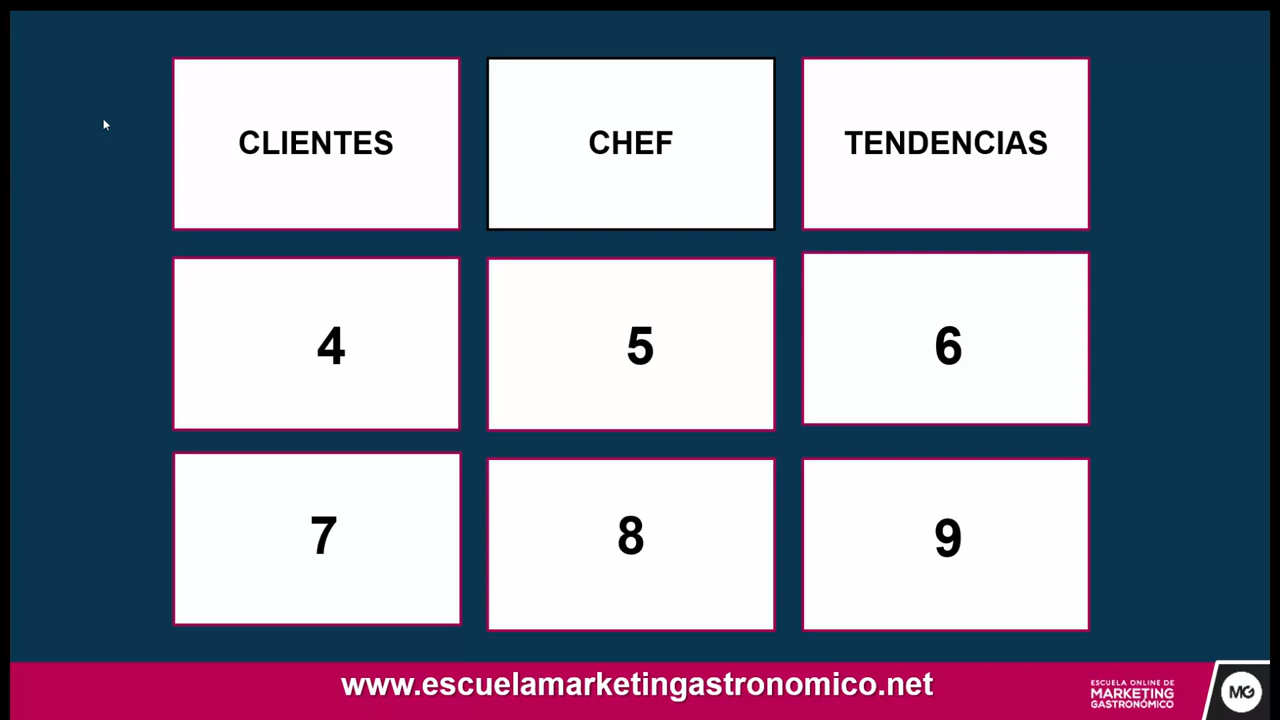 CLIENTES
CHEF
TENDENCIAS
4
5
6
7
8
9
www.escuelamarketingastronomico.net
ESCUELA ONLINE DE
MARKETING
GASTRONÓMICO
MG